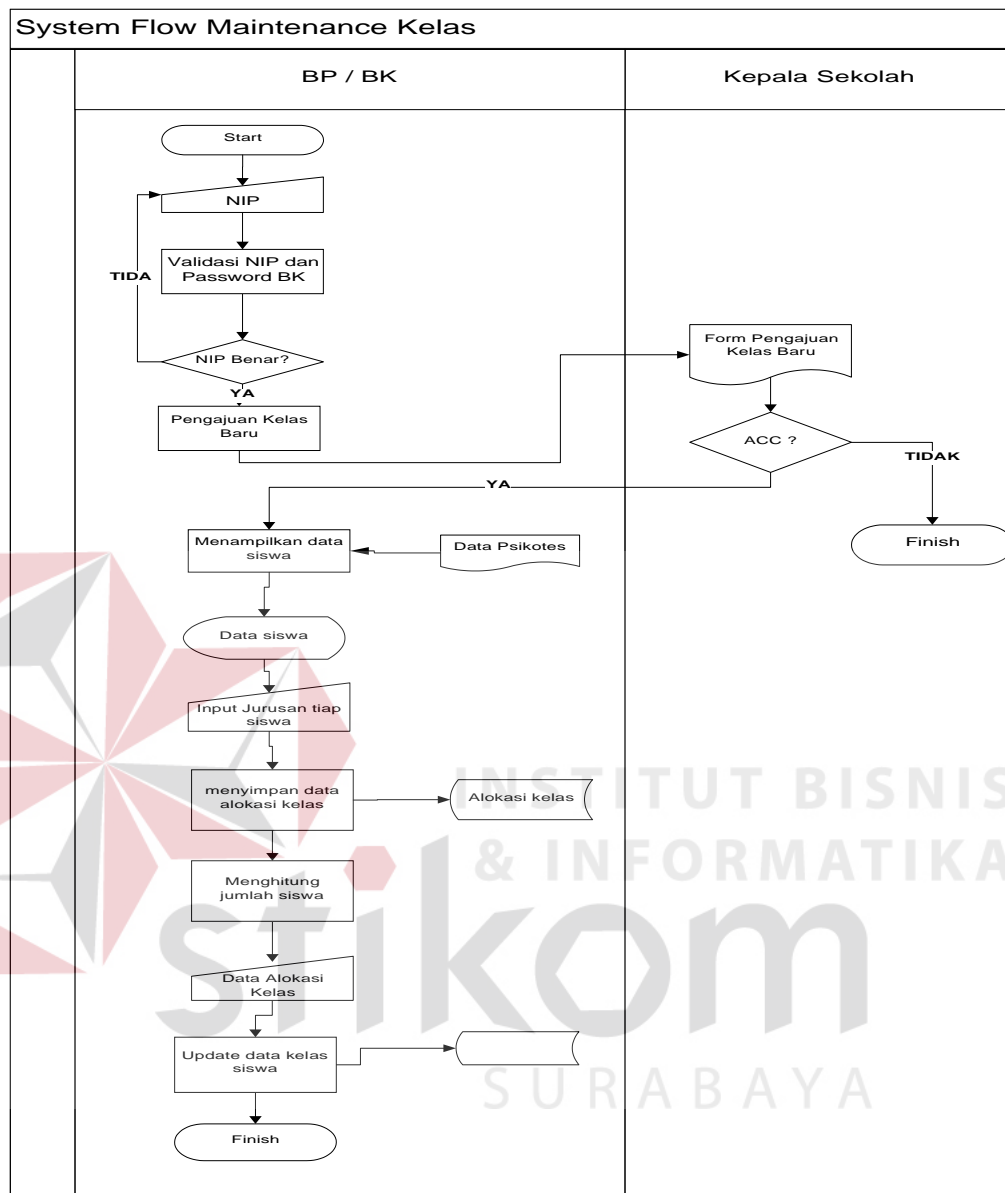 System Flow Maintenance Kelas
BP / BK
Kepala Sekolah
Start
NIP
Validasi NIP dan
Password BK
TIDA
NIP Benar?
YA
Pengajuan Kelas
Baru
Form Pengajuan
Kelas Baru
ACC ?
TIDAK
YA
Finish
Menampilkan data
siswa
Data Psikotes
Data siswa
Input Jurusan tiap
siswa
menyimpan data
alokasi kelas
Alokasi kelas
Menghitung
jumlah siswa
Data Alokasi
Kelas
Update data kelas
siswa
Finish
INSTITUT BISNIS
& INFORMATIKA
stikom
SURABAYA